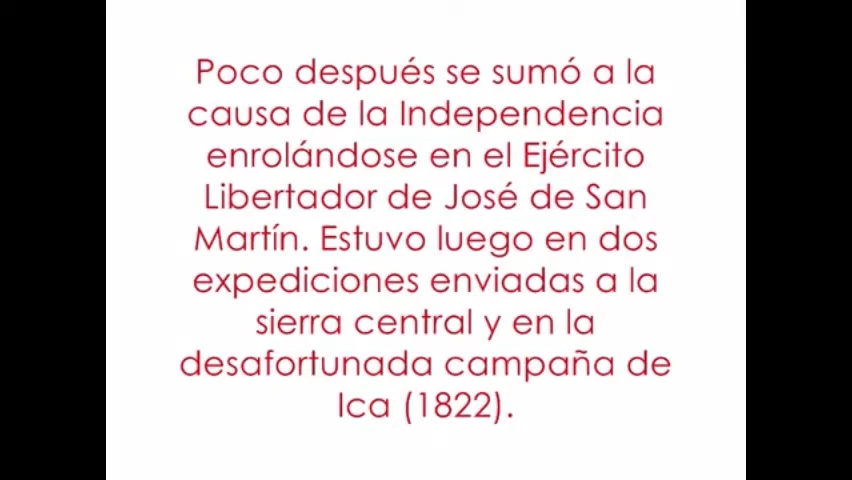 Poco después se sumó a la
causa de la Independencia
enrolándose en el Ejército
Libertador de José de San
Martín. Estuvo luego en dos
expediciones enviadas a la
sierra central y en la
desafortunada campaña de
Ica (1822).